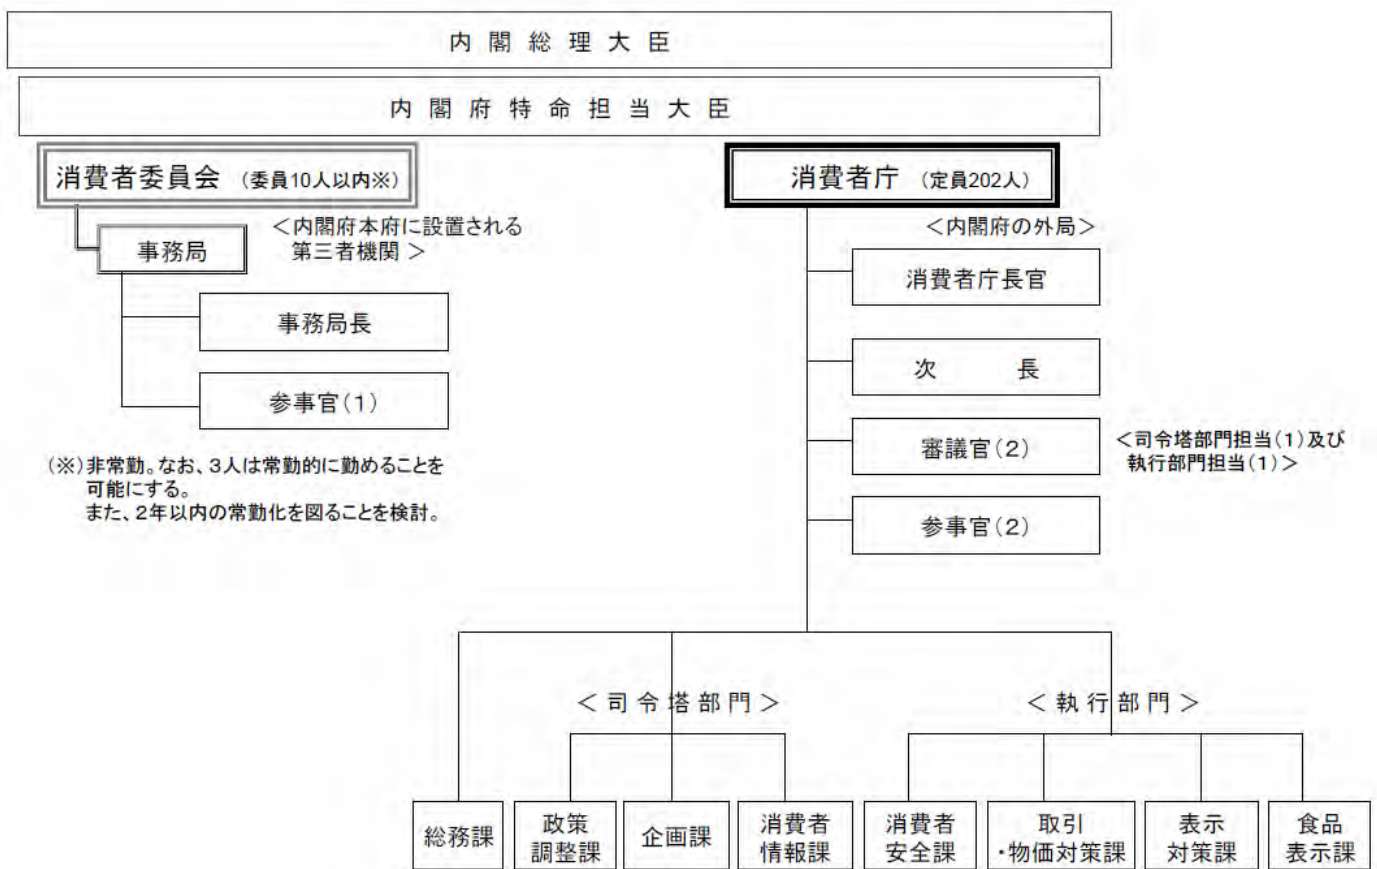 内閣総理大臣
内閣府特命担当大臣
消費者委員会 (委員10人以内※)
消費者庁 (定員202人)
事務局
＜内閣府本府に設置される
第三者機関 ＞
＜内閣府の外局＞
消費者庁長官
事務局長
次 長
参事官(1)
審議官(2)
＜司令塔部門担当(1)及び
執行部門担当(1)＞
(※)非常勤。なお、3人は常勤的に勤めることを
可能にする。
また、2年以内の常勤化を図ることを検討。
参事官(2)
＜司令塔部門＞
＜執行部門＞
総務課
政策
調整課
企画課
消費者
情報課
消費者
安全課
取引
・物価対策課
表示
対策課
食品
表示課